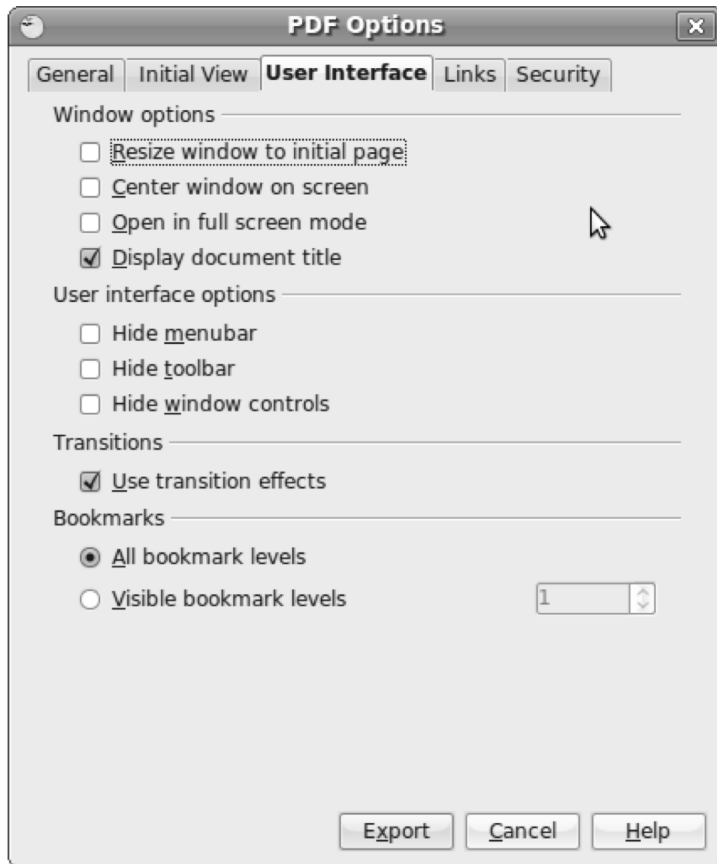 PDF Options
General Initial View User Interface Links Security
Window options
Resize window to initial page
Center window on screen
Open in full screen mode
Display document title
User interface options
Hide menubar
Hide toolbar
Hide window controls
Transitions
Use transition effects
Bookmarks
All bookmark levels
Visible bookmark levels 1
Export Cancel Help